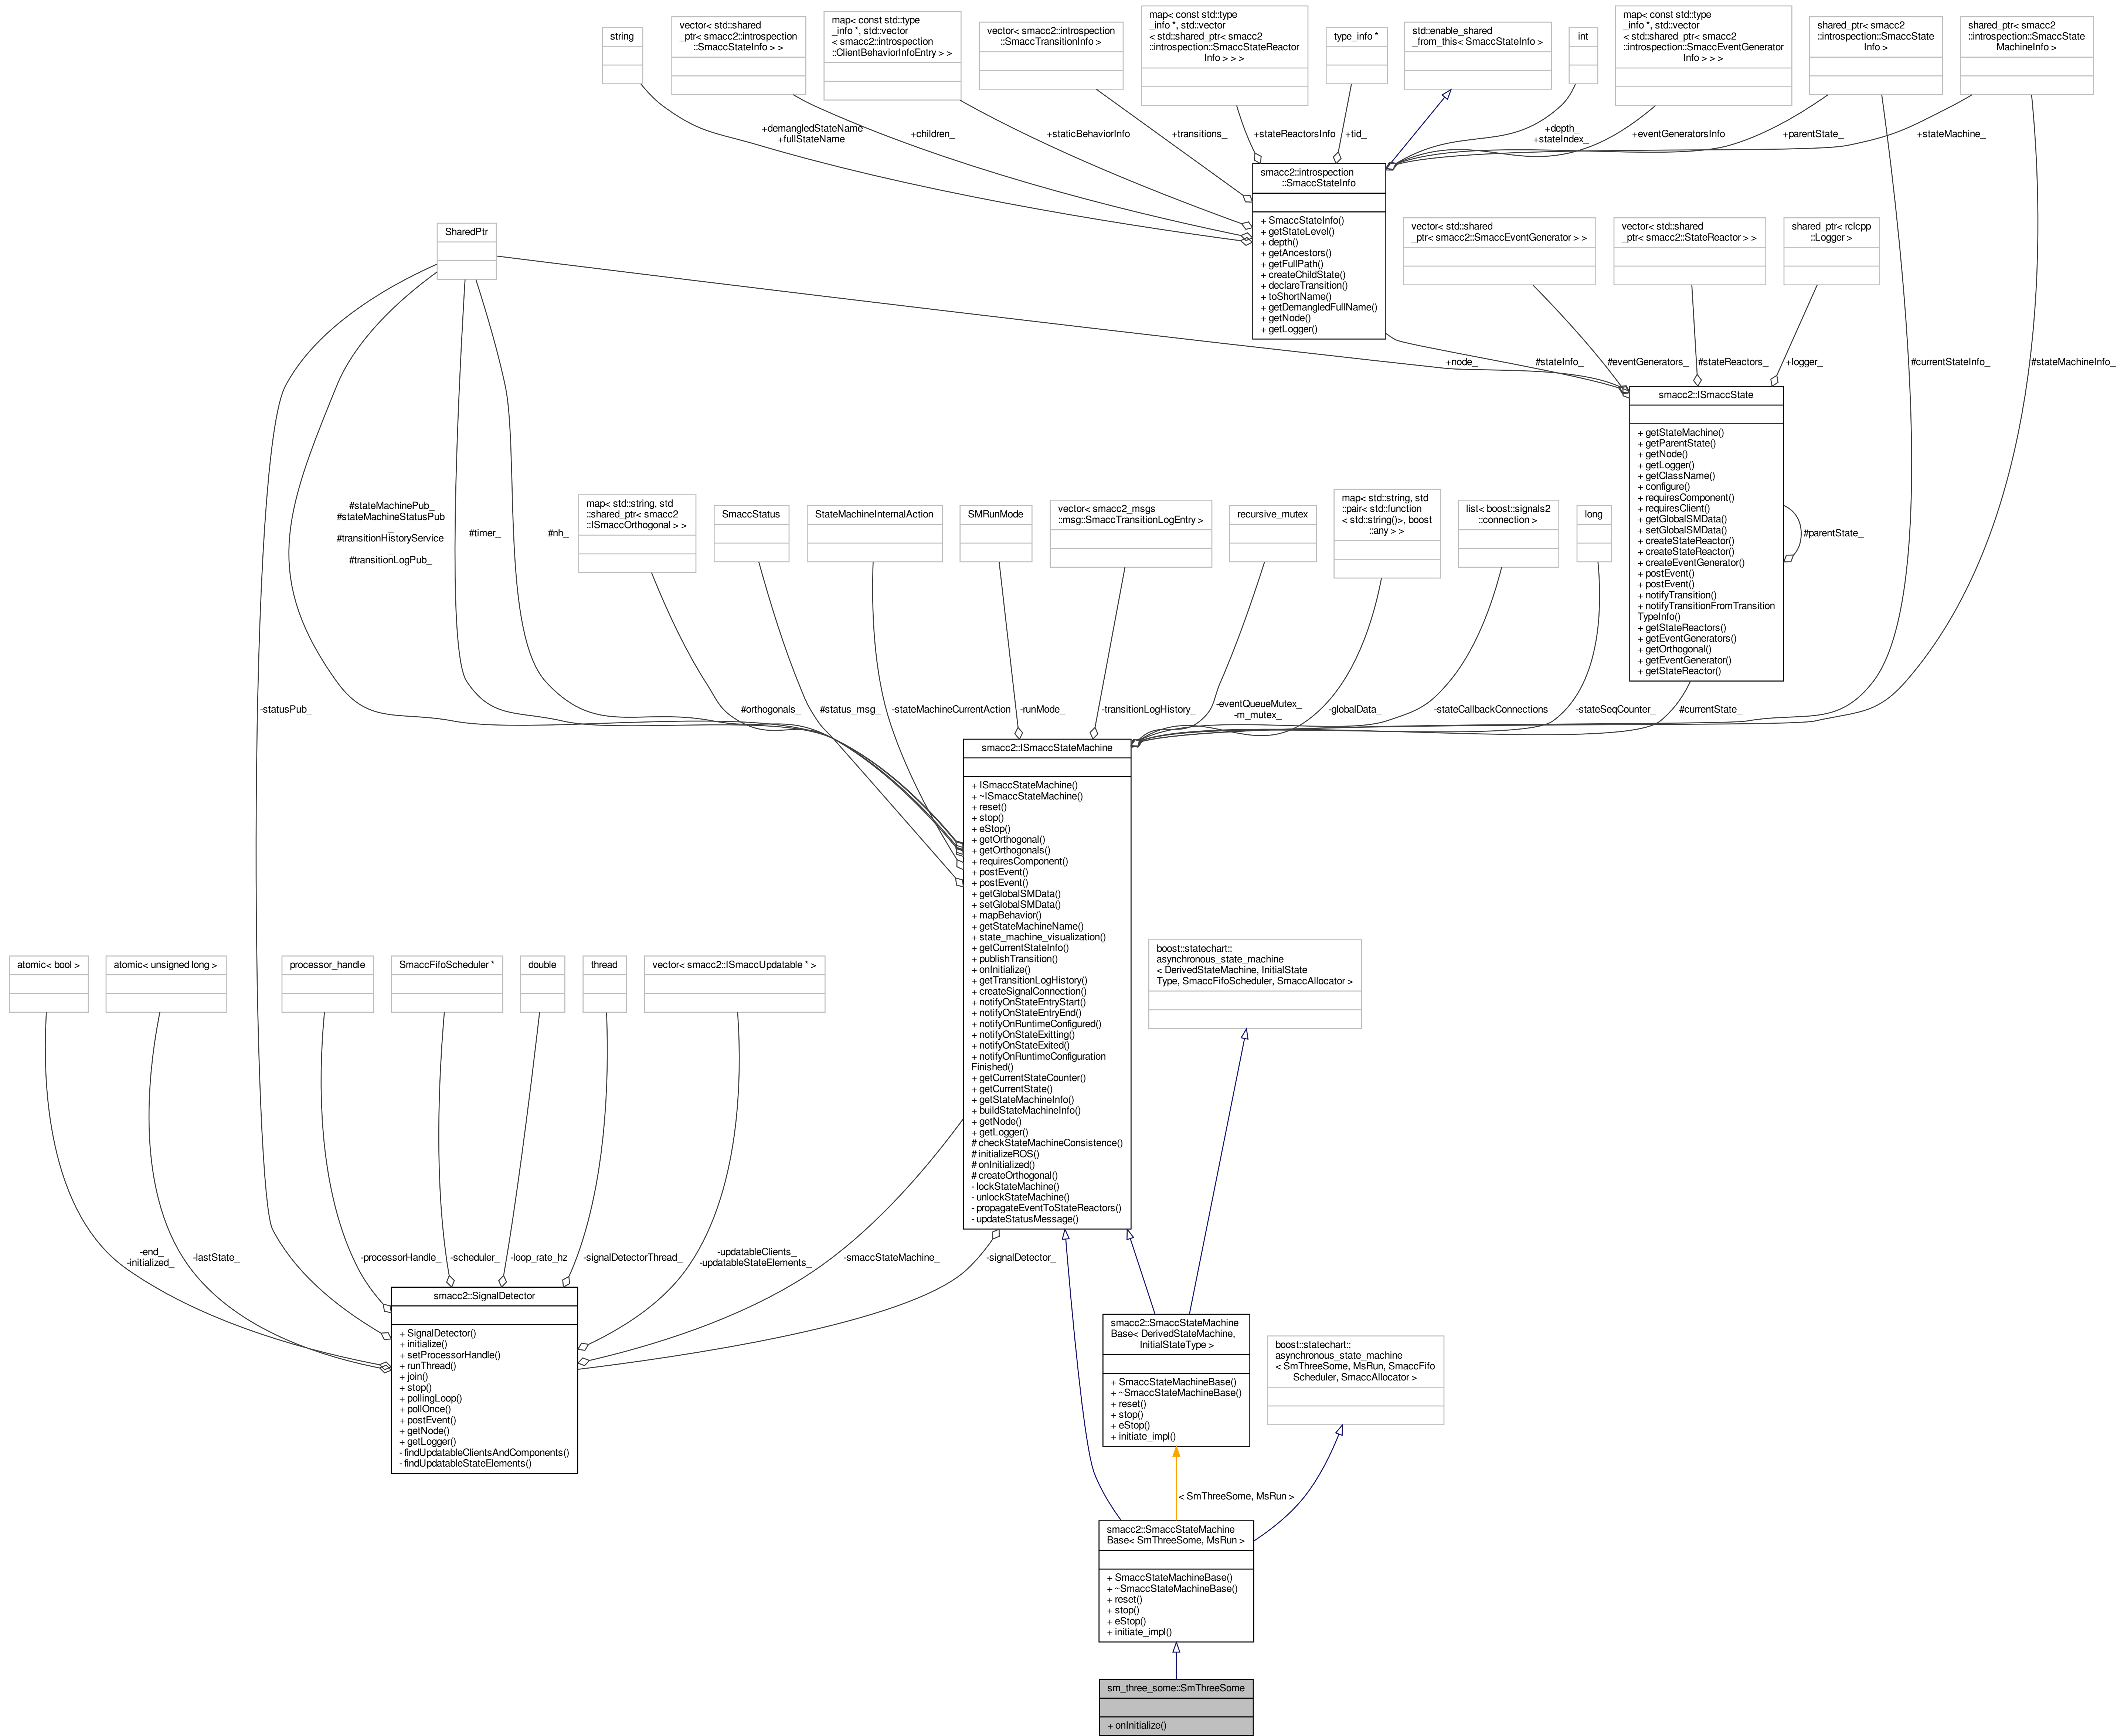 string
vector< std::shared
_ptr< smacc2::introspection
::SmaccStateInfo > >
map< const std::type
_info *, std::vector
< smacc2::introspection
::ClientBehaviorInfoEntry > >
vector< smacc2::introspection
::SmaccTransitionInfo >
map< const std::type
_info *, std::vector
< std::shared_ptr< smacc2
::introspection::SmaccStateReactor
Info > > >
type_info *
std::enable_shared
_from_this< SmaccStateInfo >
int
map< const std::type
_info *, std::vector
< std::shared_ptr< smacc2
::introspection::SmaccEventGenerator
Info > > >
shared_ptr< smacc2
::introspection::SmaccState
Info >
shared_ptr< smacc2
::introspection::SmaccState
MachineInfo >
+demangledStateName
+fullStateName
+children_
+staticBehaviorInfo
+transitions_
+stateReactorsInfo
+tid_
+depth_
+stateIndex_
+eventGeneratorsInfo
+parentState_
+stateMachine_
smacc2::introspection
::SmaccStateInfo
+ SmaccStateInfo()
+ getStateLevel()
+ depth()
+ getAncestors()
+ getFullPath()
+ createChildState()
+ declareTransition()
+ toShortName()
+ getDemangledFullName()
+ getNode()
+ getLogger()
SharedPtr
vector< std::shared
_ptr< smacc2::SmaccEventGenerator > >
vector< std::shared
_ptr< smacc2::StateReactor > >
shared_ptr< rclcpp
::Logger >
+node_
#stateInfo_
#eventGenerators_
#stateReactors_
+logger_
#currentStateInfo_
#stateMachineInfo_
smacc2::ISmaccState
+ getStateMachine()
+ getParentState()
+ getNode()
+ getLogger()
+ getClassName()
+ configure()
+ requiresComponent()
+ requiresClient()
+ getGlobalSMData()
+ setGlobalSMData()
+ createStateReactor()
+ createStateReactor()
+ createEventGenerator()
+ postEvent()
+ postEvent()
+ notifyTransition()
+ notifyTransitionFromTransition
TypeInfo()
+ getStateReactors()
+ getEventGenerators()
+ getOrthogonal()
+ getEventGenerator()
+ getStateReactor()
#parentState_
#stateMachinePub_
#stateMachineStatusPub
_
#transitionHistoryService
_
#transitionLogPub_
#timer_
#nh_
map< std::string, std
::shared_ptr< smacc2
::ISmaccOrthogonal > >
SmaccStatus
StateMachineInternalAction
SMRunMode
vector< smacc2_msgs
::msg::SmaccTransitionLogEntry >
recursive_mutex
map< std::string, std
::pair< std::function
< std::string()>, boost
::any > >
list< boost::signals2
::connection >
long
-statusPub_
#orthogonals_
#status_msg_
-stateMachineCurrentAction
-runMode_
-transitionLogHistory_
-eventQueueMutex_
-m_mutex_
-globalData_
-stateCallbackConnections
-stateSeqCounter_
#currentState_
smacc2::ISmaccStateMachine
+ ISmaccStateMachine()
+ ~ISmaccStateMachine()
+ reset()
+ stop()
+ eStop()
+ getOrthogonal()
+ getOrthogonals()
+ requiresComponent()
+ postEvent()
+ postEvent()
+ getGlobalSMData()
+ setGlobalSMData()
+ mapBehavior()
+ getStateMachineName()
+ state_machine_visualization()
+ getCurrentStateInfo()
+ publishTransition()
+ onInitialize()
+ getTransitionLogHistory()
+ createSignalConnection()
+ notifyOnStateEntryStart()
+ notifyOnStateEntryEnd()
+ notifyOnRuntimeConfigured()
+ notifyOnStateExitting()
+ notifyOnStateExited()
+ notifyOnRuntimeConfiguration
Finished()
+ getCurrentStateCounter()
+ getCurrentState()
+ getStateMachineInfo()
+ buildStateMachineInfo()
+ getNode()
+ getLogger()
# checkStateMachineConsistence()
# initializeROS()
# onInitialized()
# createOrthogonal()
- lockStateMachine()
- unlockStateMachine()
- propagateEventToStateReactors()
- updateStatusMessage()
atomic< bool >
atomic< unsigned long >
processor_handle
SmaccFifoScheduler *
double
thread
vector< smacc2::ISmaccUpdatable * >
boost::statechart::
asynchronous_state_machine
< DerivedStateMachine, InitialState
Type, SmaccFifoScheduler, SmaccAllocator >
-end_
-initialized_
-lastState_
-processorHandle_
-scheduler_
-loop_rate_hz
-signalDetectorThread_
-updatableClients_
-updatableStateElements_
-smaccStateMachine_
-signalDetector_
smacc2::SignalDetector
+ SignalDetector()
+ initialize()
+ setProcessorHandle()
+ runThread()
+ join()
+ stop()
+ pollingLoop()
+ pollOnce()
+ postEvent()
+ getNode()
+ getLogger()
- findUpdatableClientsAndComponents()
- findUpdatableStateElements()
smacc2::SmaccStateMachine
Base< DerivedStateMachine,
InitialStateType >
+ SmaccStateMachineBase()
+ ~SmaccStateMachineBase()
+ reset()
+ stop()
+ eStop()
+ initiate_impl()
boost::statechart::
asynchronous_state_machine
< SmThreeSome, MsRun, SmaccFifo
Scheduler, SmaccAllocator >
< SmThreeSome, MsRun >
smacc2::SmaccStateMachine
Base< SmThreeSome, MsRun >
+ SmaccStateMachineBase()
+ ~SmaccStateMachineBase()
+ reset()
+ stop()
+ eStop()
+ initiate_impl()
sm_three_some::SmThreeSome
+ onInitialize()